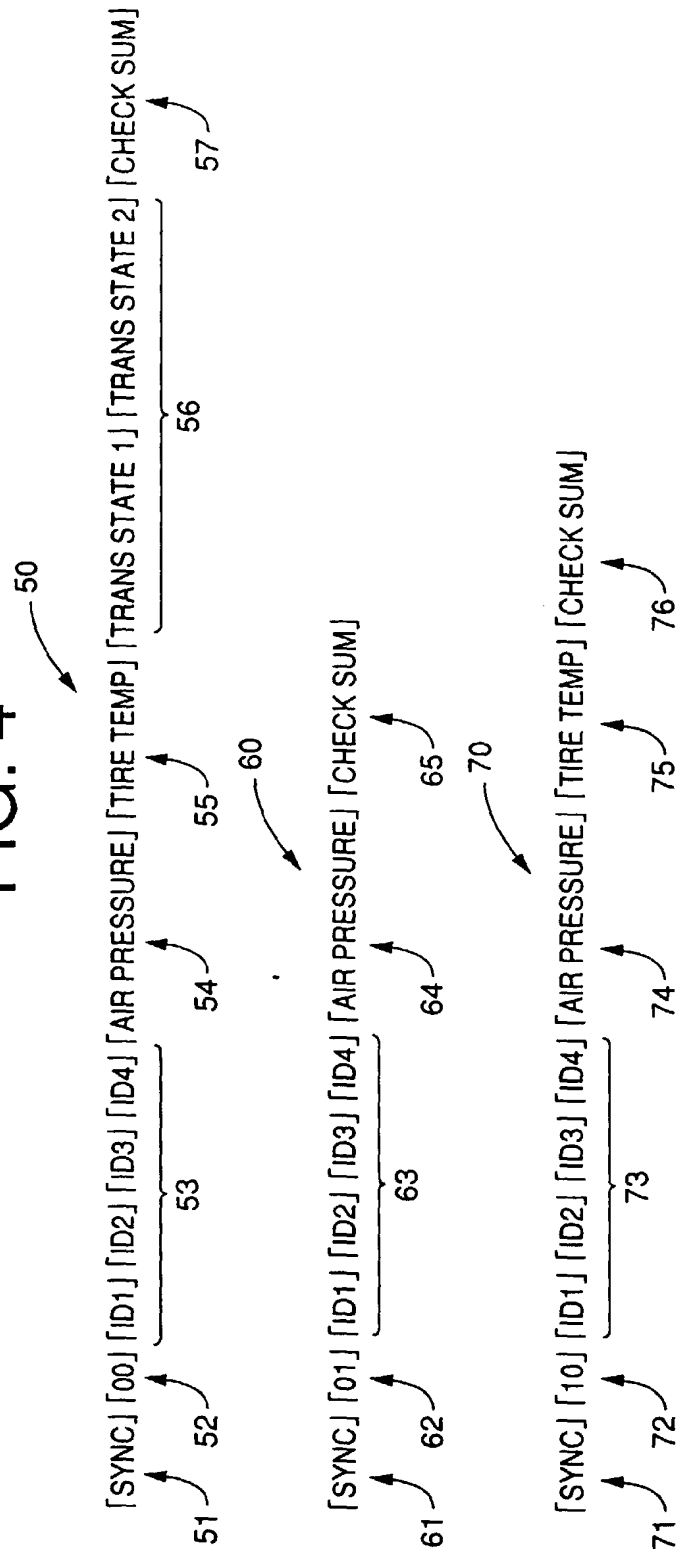 FIG. 4
50
[SYNC] [00] [ID1] [ID2] [ID3] [ID4] [AIR PRESSURE] [TIRE TEMP] [TRANS STATE 1] [TRANS STATE 2] [CHECK SUM]
51 52 53 54 55 56 57
60
[SYNC] [01] [ID1] [ID2] [ID3] [ID4] [AIR PRESSURE] [CHECK SUM]
61 62 63 64 65
70
[SYNC] [10] [ID1] [ID2] [ID3] [ID4] [AIR PRESSURE] [TIRE TEMP] [CHECK SUM]
71 72 73 74 75 76